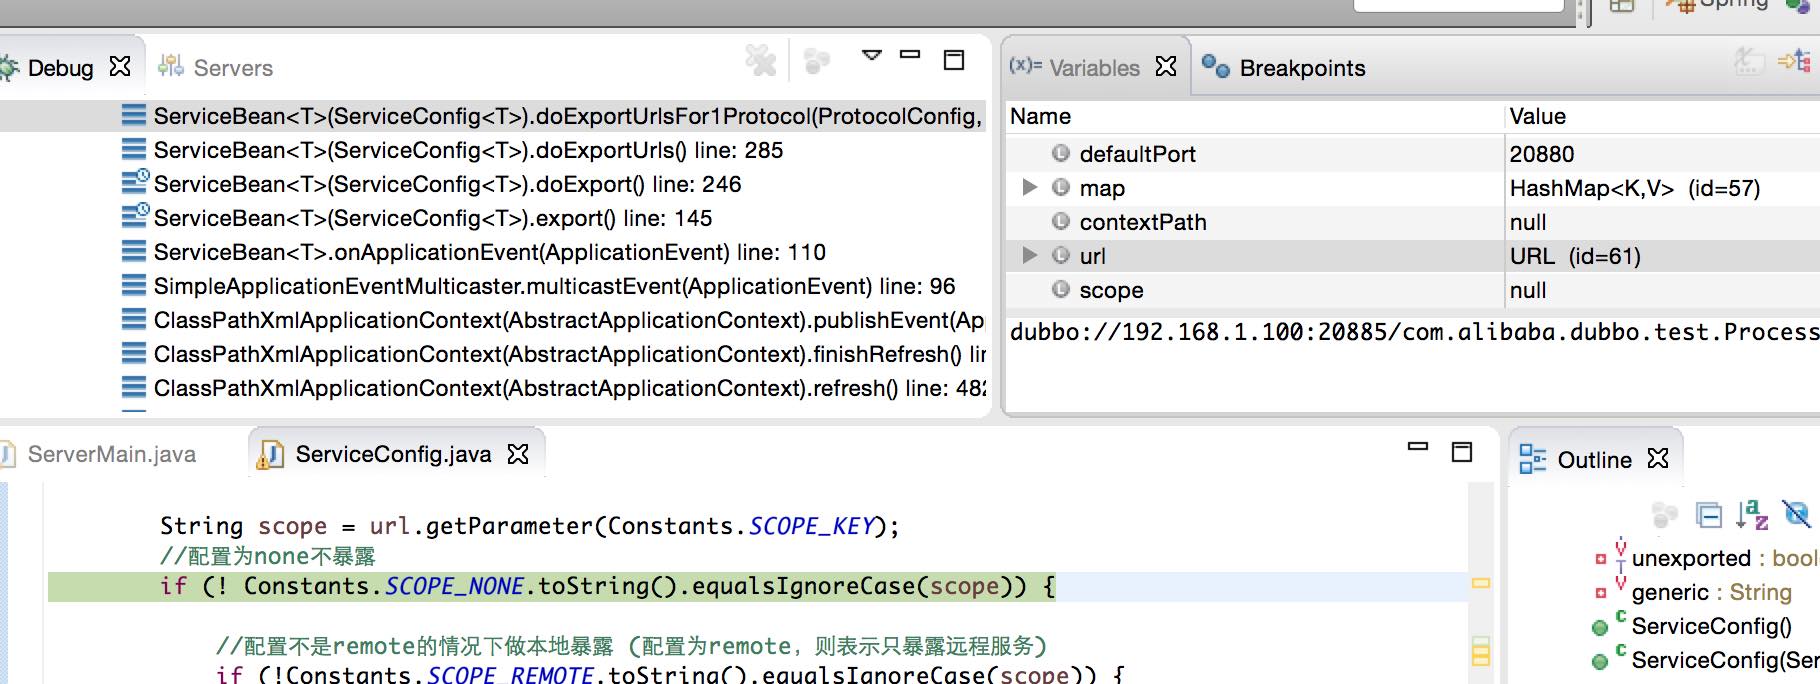 Spring
Debug
Servers
ServiceBean<T>(ServiceConfig<T>).doExportUrlsFor1Protocol(ProtocolConfig,
ServiceBean<T>(ServiceConfig<T>).doExportUrls() line: 285
ServiceBean<T>(ServiceConfig<T>).doExport() line: 246
ServiceBean<T>(ServiceConfig<T>).export() line: 145
ServiceBean<T>.onApplicationEvent(ApplicationEvent) line: 110
SimpleApplicationEventMulticaster.multicastEvent(ApplicationEvent) line: 96
ClassPathXmlApplicationContext(AbstractApplicationContext).publishEvent(Ap
ClassPathXmlApplicationContext(AbstractApplicationContext).finishRefresh() lin
ClassPathXmlApplicationContext(AbstractApplicationContext).refresh() line: 482
(x)= Variables
Breakpoints
Name Value
defaultPort 20880
map HashMap<K,V> (id=57)
contextPath null
url URL (id=61)
scope null
dubbo://192.168.1.100:20885/com.alibaba.dubbo.test.Process
ServerMain.java
ServiceConfig.java
String scope = url.getParameter(Constants.SCOPE_KEY);
//配置为none不暴露
if (! Constants.SCOPE_NONE.toString().equalsIgnoreCase(scope)) {
//配置不是remote的情况下做本地暴露 (配置为remote，则表示只暴露远程服务)
if (!Constants.SCOPE_REMOTE.toString().equalsIgnoreCase(scope)) {
Outline
unexported : bool
generic : String
ServiceConfig()
ServiceConfig(Ser